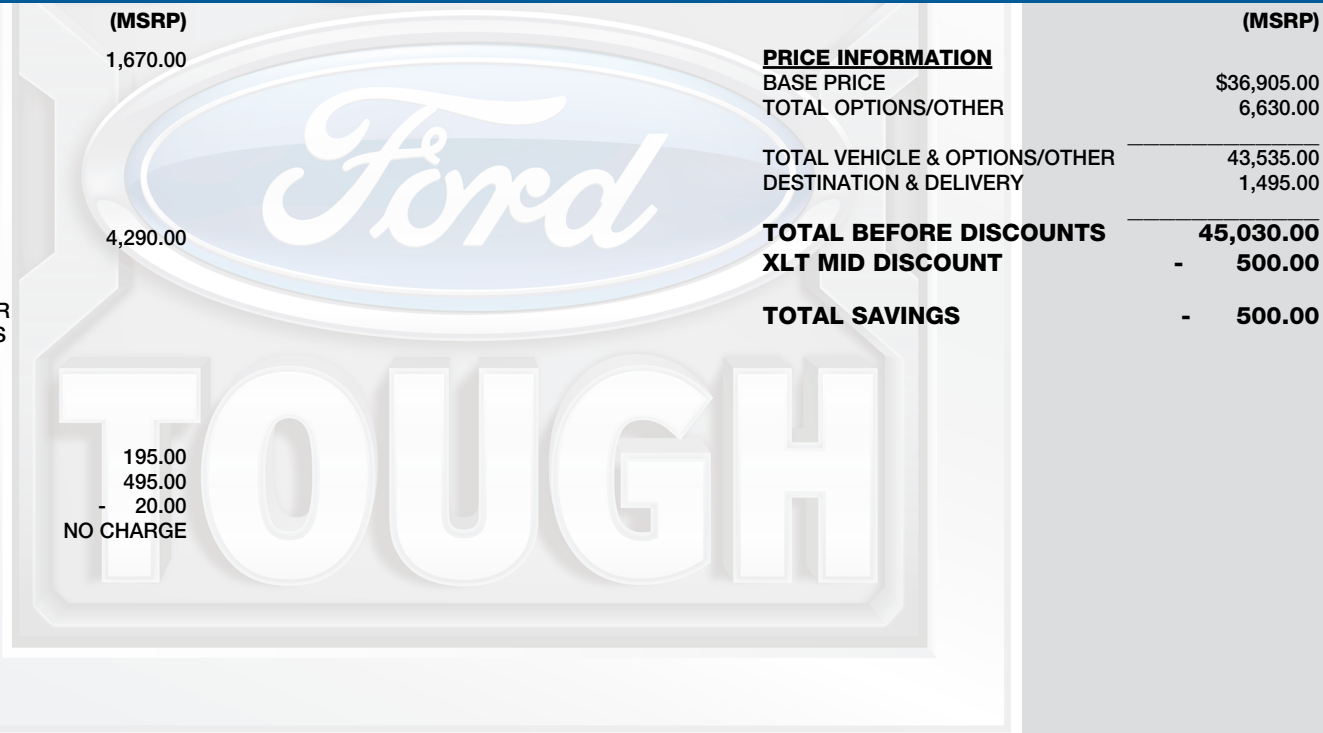 (MSRP)
1,670.00
4,290.00
R
S
195.00
495.00
- 20.00
NO CHARGE
Ford
TOUGH
(MSRP)
PRICE INFORMATION
BASE PRICE $36,905.00
TOTAL OPTIONS/OTHER 6,630.00
TOTAL VEHICLE & OPTIONS/OTHER 43,535.00
DESTINATION & DELIVERY 1,495.00
TOTAL BEFORE DISCOUNTS 45,030.00
XLT MID DISCOUNT - 500.00
TOTAL SAVINGS - 500.00